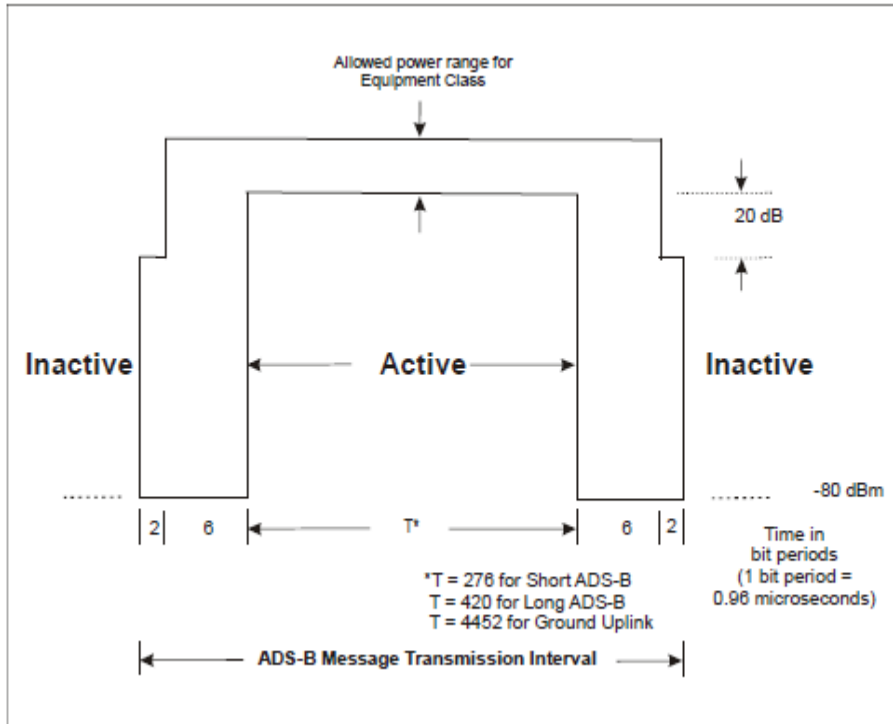 Allowed power range for
Equipment Class
20 dB
Inactive
Active
Inactive
-80 dBm
2
6
T*
6
2
Time in
bit periods
(1 bit period =
0.96 microseconds)
*T = 276 for Short ADS-B
T = 420 for Long ADS-B
T = 4452 for Ground Uplink
ADS-B Message Transmission Interval